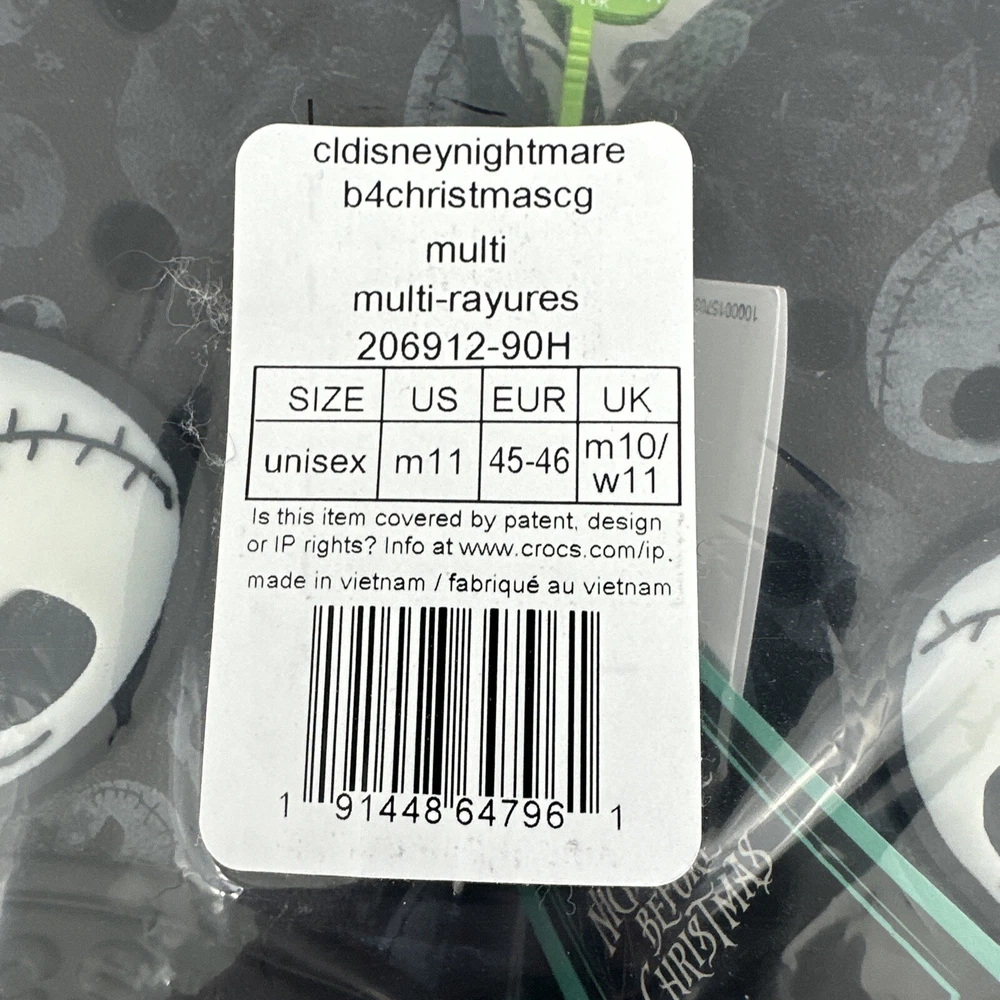 cldisneynightmare
b4christmascg
multi
multi-rayures
206912-90H
SIZE US EUR UK
unisex m11 45-46 m10/
w11
Is this item covered by patent, design
or IP rights? Info at www.crocs.com/ip.
made in vietnam / fabriqué au vietnam
1 91448 64796 1
BEFORE
CHRISTMAS